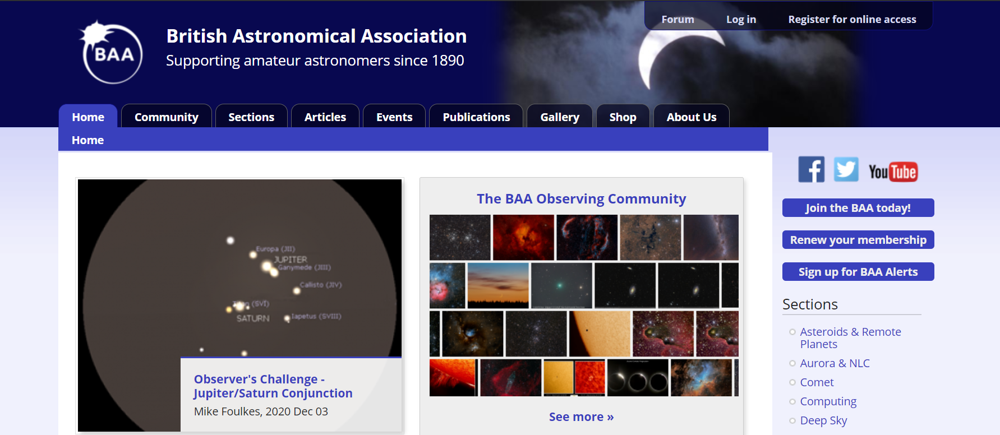 Forum Log in Register for online access
BAA
British Astronomical Association
Supporting amateur astronomers since 1890
Home Community Sections Articles Events Publications Gallery Shop About Us
Home
Europa (JII)
JUPITER
Ganymede (JIII)
Callisto (JIV)
(SVI)
SATURN
Iapetus (SVIII)
Observer's Challenge -
Jupiter/Saturn Conjunction
Mike Foulkes, 2020 Dec 03
The BAA Observing Community
See more »
f
YouTube
Join the BAA today!
Renew your membership
Sign up for BAA Alerts
Sections
Asteroids & Remote
Planets
Aurora & NLC
Comet
Computing
Deep Sky